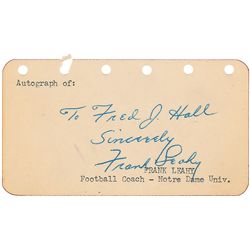 Autograph of:
To Fred J. Hall
Sincerely
Frank Leahy
FRANK LEAHY
Football Coach - Notre Dame Univ.